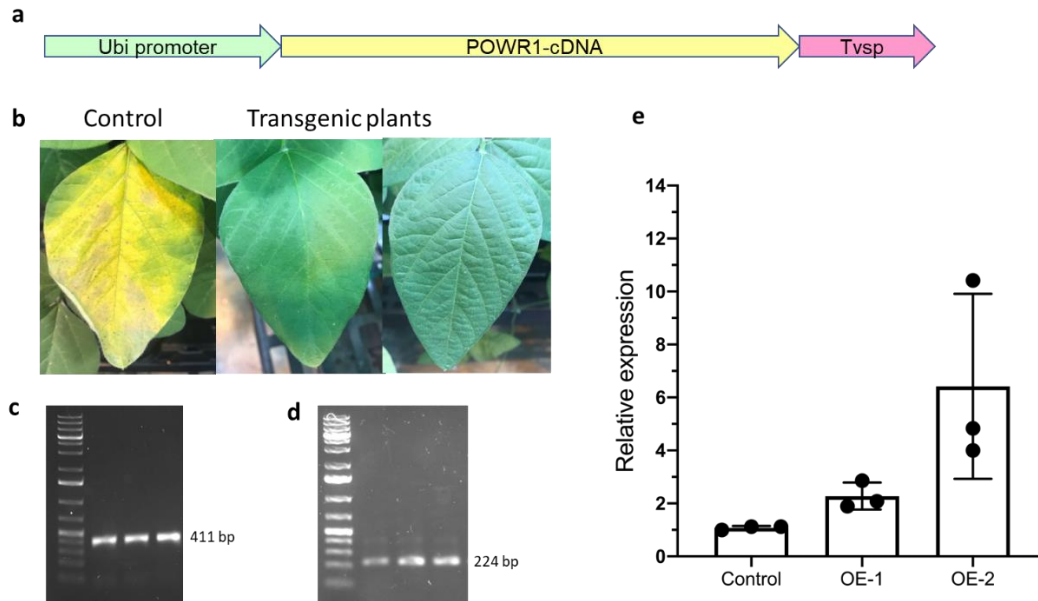 a
Ubi promoter POWR1-cDNA Tvsp
b Control Transgenic plants
c
411 bp
d
224 bp
e
Relative expression
14
12
10
8
6
4
2
0
Control OE-1 OE-2